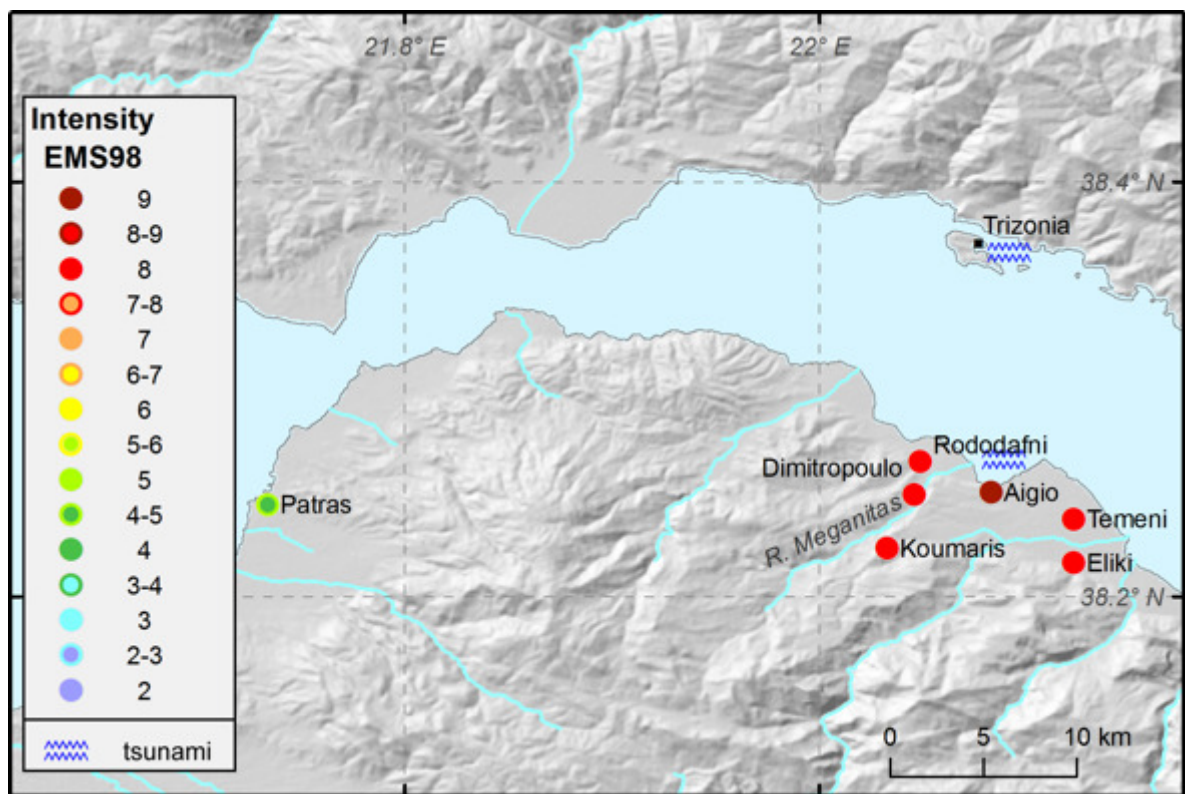 21.8° E
22° E
Intensity
EMS98
9
8-9
8
7-8
7
6-7
6
5-6
5
4-5
4
3-4
3
2-3
2
tsunami
38.4° N
Trizonia
Rododafni
Dimitropoulo
Patras
Aigio
R. Meganitas
Temeni
Koumaris
Eliki
38.2° N
0 5 10 km